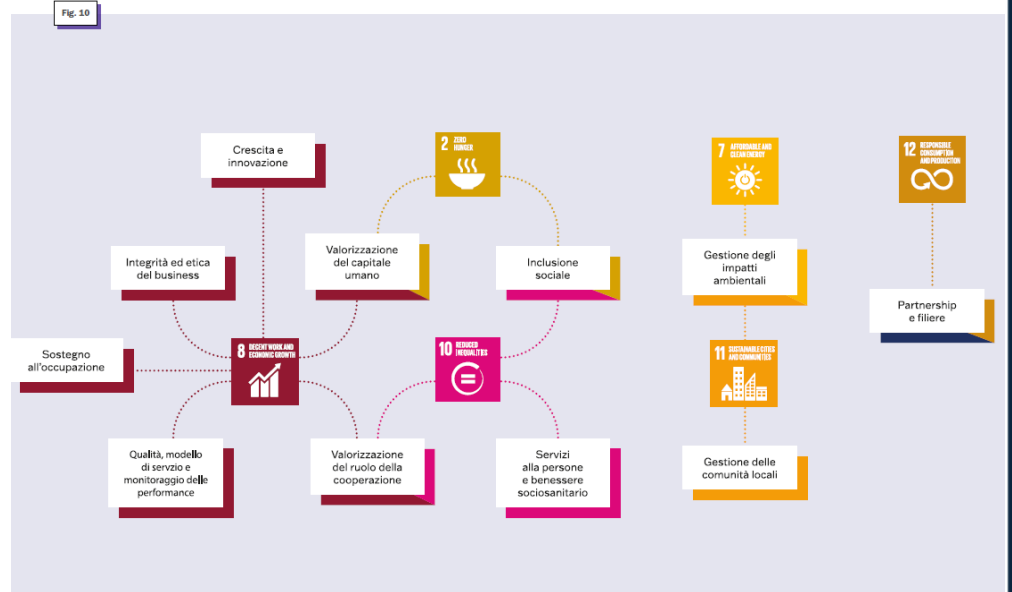 Fig. 10
Crescita e
innovazione
2 ZERO
HUNGER
7 AFFORDABLE AND
CLEAN ENERGY
12 RESPONSIBLE
CONSUMPTION
AND PRODUCTION
Integrità ed etica
del business
Valorizzazione
del capitale
umano
Inclusione
sociale
Gestione degli
impatti
ambientali
Partnership
e filiere
Sostegno
all'occupazione
8 DECENT WORK AND
ECONOMIC GROWTH
10 REDUCED
INEQUALITIES
11 SUSTAINABLE CITIES
AND COMMUNITIES
Qualità, modello
di servzio e
monitoraggio delle
performance
Valorizzazione
del ruolo della
cooperazione
Servizi
alla persone
e benessere
sociosanitario
Gestione delle
comunità locali